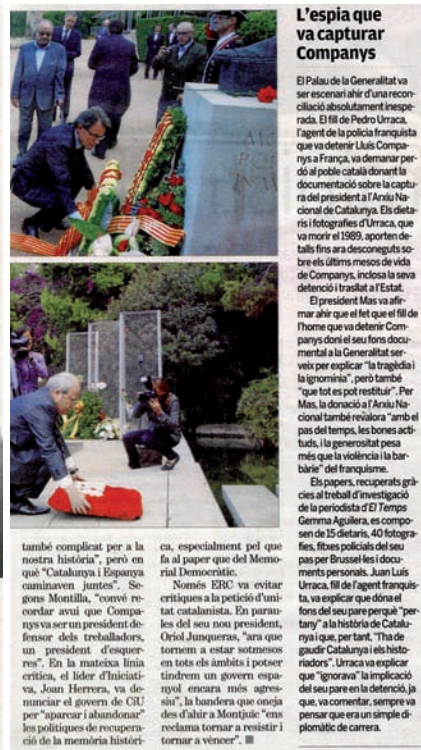 també complicat per a la
nostra història", però en
què "Catalunya i Espanya
caminaven juntes". Se-
gons Montilla, "convé re-
cordar avui que Compa-
nys va ser un president de-
fensor dels treballadors,
un president d'esquer-
res". En la mateixa línia
crítica, el líder d'Iniciati-
va, Joan Herrera, va de-
nunciar el govern de CiU
per "aparcar i abandonar"
les polítiques de recupera-
ció de la memòria històri-
ca, especialment pel que
fa al paper que del Memo-
rial Democràtic.
Només ERC va evitar
critiques a la petició d'uni-
tat catalanista. En parau-
les del seu nou president,
Oriol Junqueras, "ara que
tornem a estar sotmesos
en tots els àmbits i potser
tindrem un govern espa-
nyol encara més agres-
siu", la bandera que oneja
des d'ahir a Montjuïc "ens
reclama tornar a resistir i
tornar a vèncer". ■
L'espia que
va capturar
Companys
El Palau de la Generalitat va
ser escenari ahir d'una recon-
ciliació absolutament inespe-
rada. El fill de Pedro Urraca,
l'agent de la policia franquista
que va detenir Lluís Compa-
nys a França, va demanar per-
dó al poble català donant la
documentació sobre la captu-
ra del president a l'Arxiu Na-
cional de Catalunya. Els dieta-
ris i fotografies d'Urraca, que
va morir el 1989, aporten de-
talls fins ara desconeguts so-
bre els últims mesos de vida
de Companys, inclosa la seva
detenció i trasllat a l'Estat.
El president Mas va afir-
mar ahir que el fet que el fill de
l'home que va detenir Com-
panys doni el seu fons docu-
mental a la Generalitat ser-
veix per explicar "la tragèdia i
la ignomínia", però també
"que tot es pot restituir". Per
Mas, la donació a l'Arxiu Na-
cional també revalora "amb el
pas del temps, les bones acti-
tuds, i la generositat pesa
més que la violència i la bar-
bàrie" del franquisme.
Els papers, recuperats grà-
cies al treball d'investigació
de la periodista d'El Temps
Gemma Aguilera, es compo-
sen de 15 dietaris, 40 fotogra-
fies, fitxes policials del seu
pas per Brussel·les i docu-
ments personals. Juan Luís
Urraca, fill de l'agent franquis-
ta, va explicar que dóna el
fons del seu pare perquè "per-
tany" a la història de Catalu-
nya i que, per tant, "l'ha de
gaudir Catalunya i els histo-
riadors". Urraca va explicar
que "ignorava" la implicació
del seu pare en la detenció, ja
que, va comentar, sempre va
pensar que era un simple di-
plomàtic de carrera.